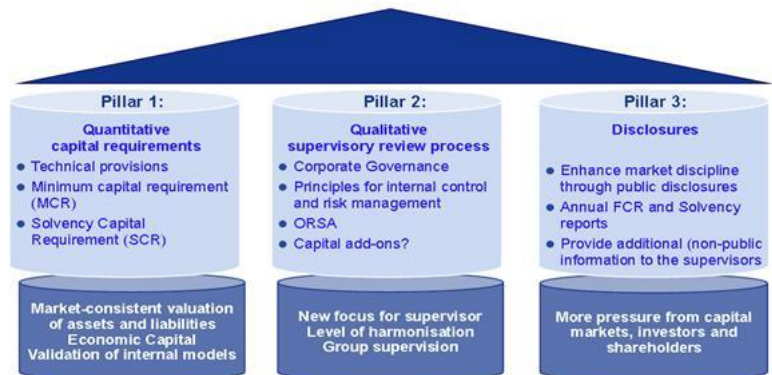 Pillar 1:
Quantitative
capital requirements
Technical provisions
Minimum capital requirement
(MCR)
Solvency Capital
Requirement (SCR)
Market-consistent valuation
of assets and liabilities
Economic Capital
Validation of internal models
Pillar 2:
Qualitative
supervisory review process
Corporate Governance
Principles for internal control
and risk management
ORSA
Capital add-ons?
New focus for supervisor
Level of harmonisation
Group supervision
Pillar 3:
Disclosures
Enhance market discipline
through public disclosures
Annual FCR and Solvency
reports
Provide additional (non-public
information to the supervisors
More pressure from capital
markets, investors and
shareholders